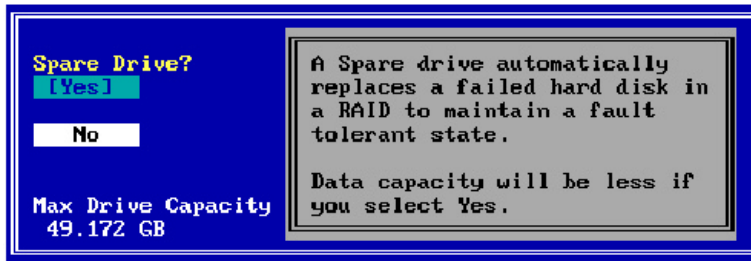 Spare Drive?
[Yes]
No
Max Drive Capacity
49.172 GB
A Spare drive automatically
replaces a failed hard disk in
a RAID to maintain a fault
tolerant state.
Data capacity will be less if
you select Yes.